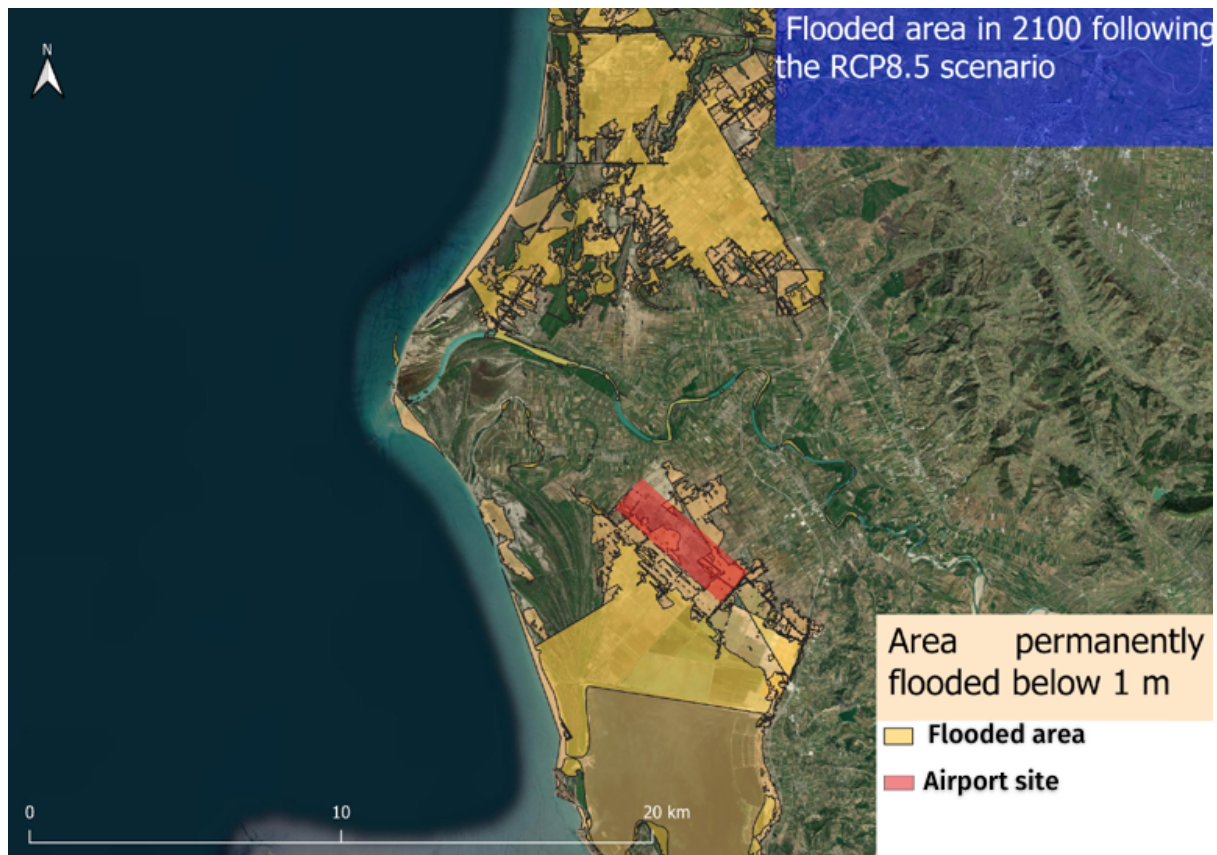 N
Flooded area in 2100 following
the RCP8.5 scenario
Area permanently
flooded below 1 m
Flooded area
Airport site
0 10 20 km